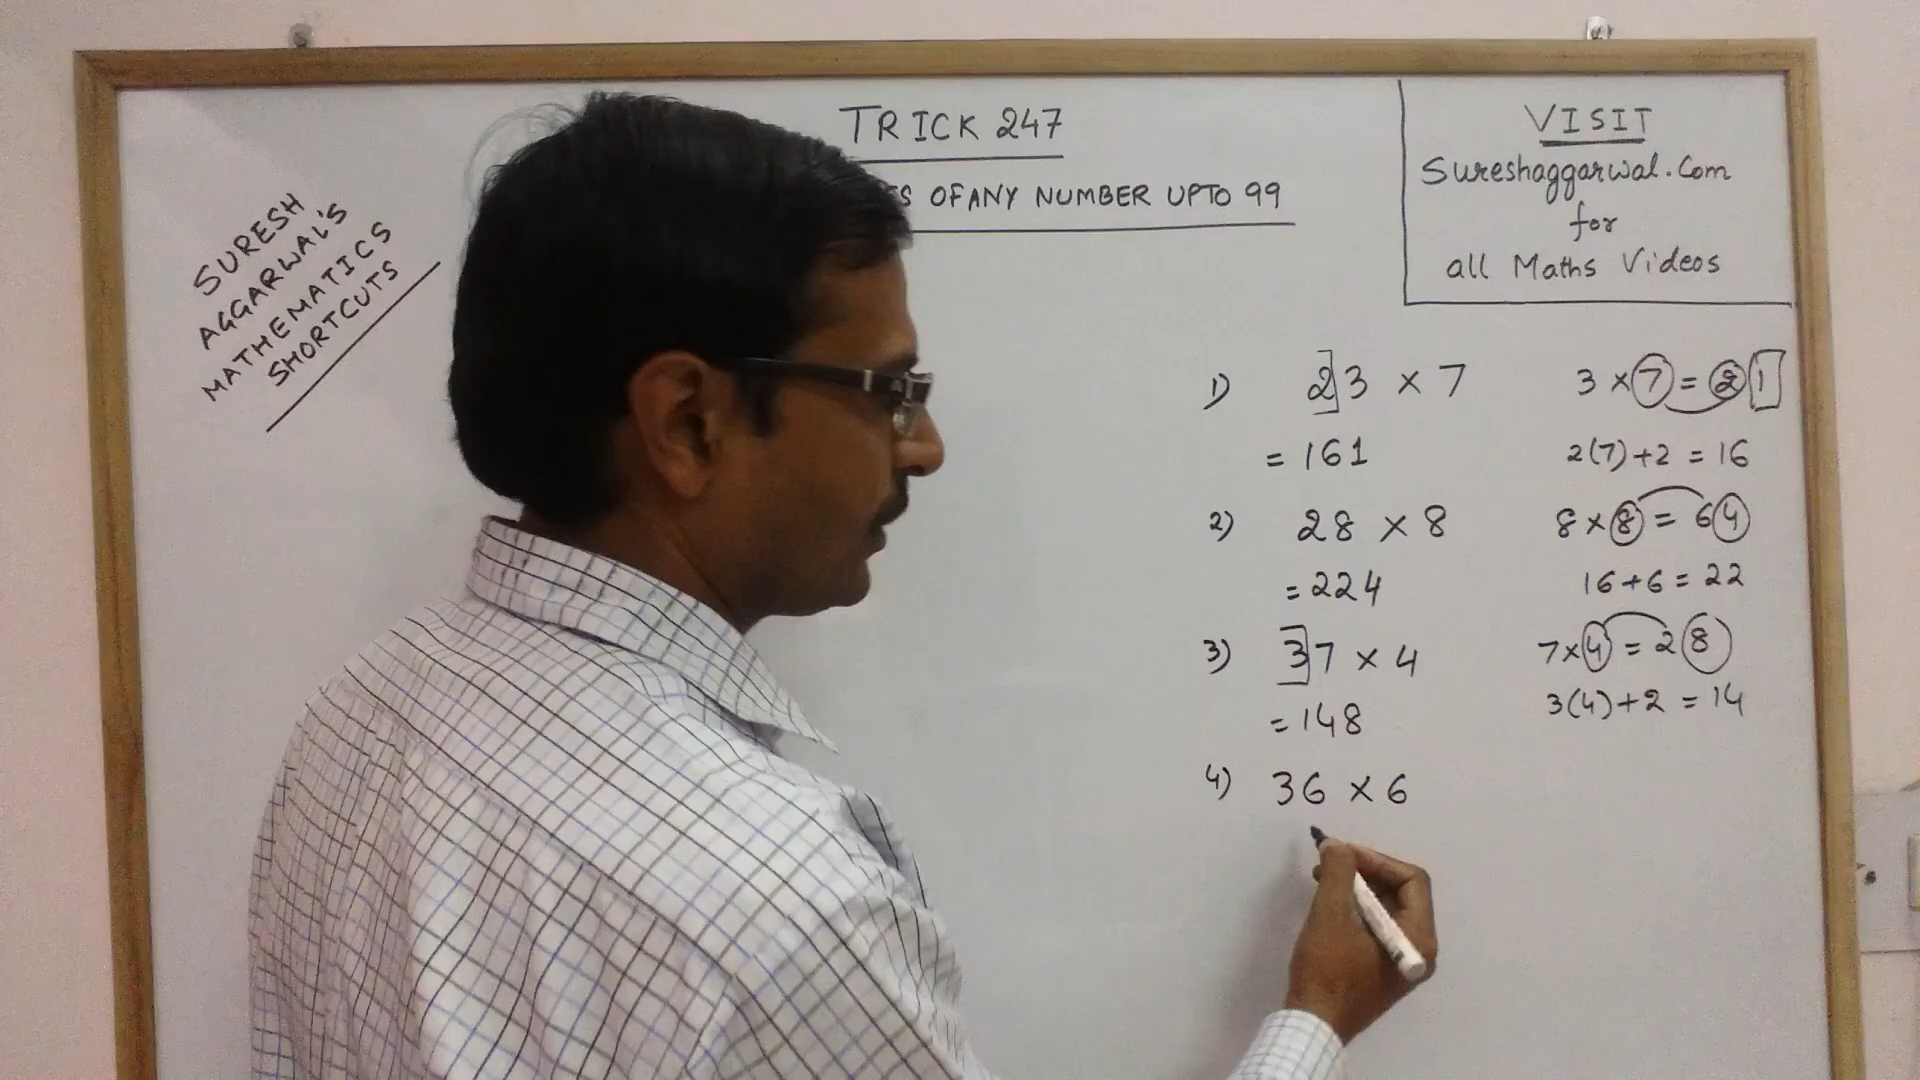 TRICK 247
OF ANY NUMBER UPTO 99
VISIT
Sureshaggarwal.Com
for
all Maths Videos
SURESH
AGGARWAL'S
MATHEMATICS
SHORTCUTS
1) 23 × 7 3 × 7 = 21
= 161 2(7)+2 = 16
2) 28 × 8 8 × 8 = 64
= 224 16+6 = 22
3) 37 × 4 7×4 = 28
= 148 3(4)+2 = 14
4) 36 × 6